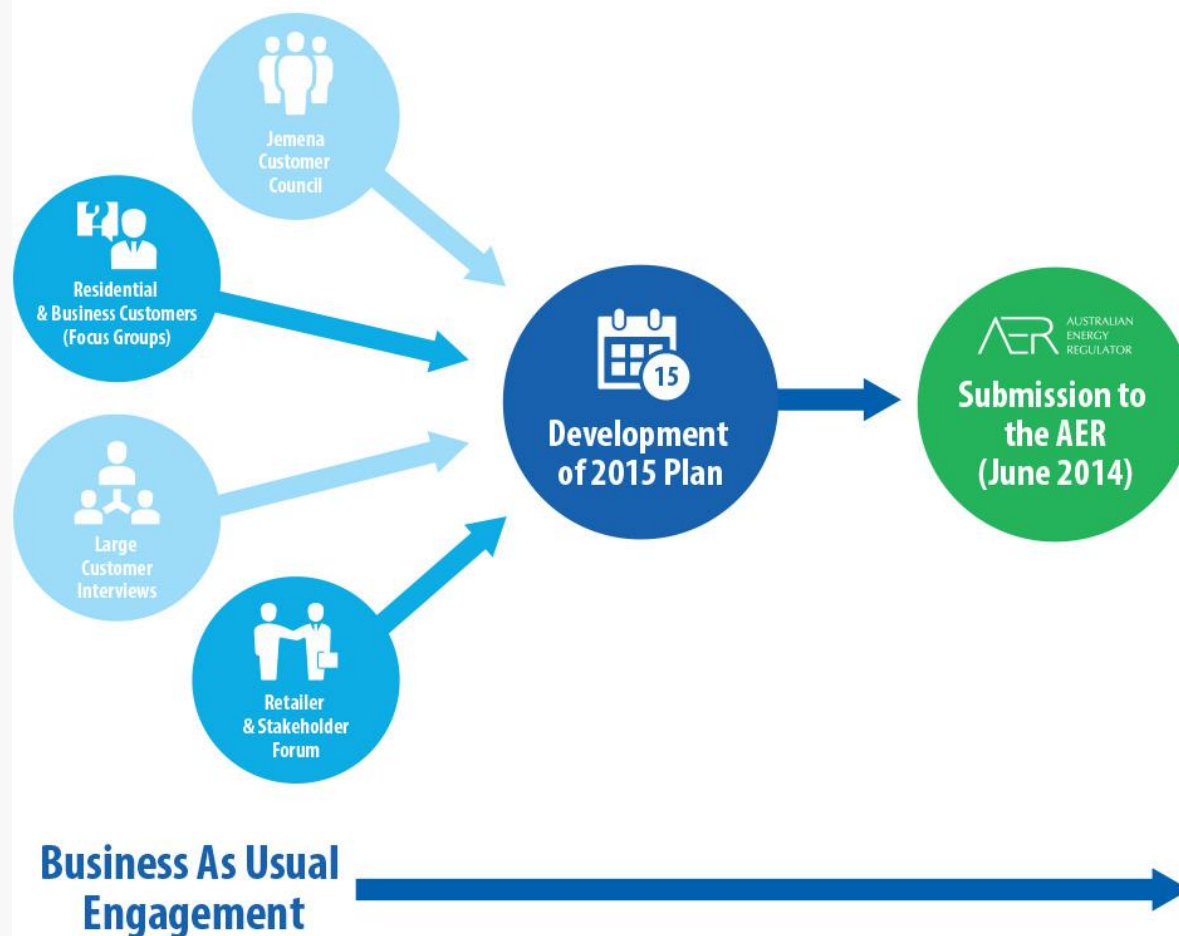 Jemena
Customer
Council
Residential
& Business Customers
(Focus Groups)
Large
Customer
Interviews
Retailer
& Stakeholder
Forum
15
Development
of 2015 Plan
AER
AUSTRALIAN
ENERGY
REGULATOR
Submission to
the AER
(June 2014)
Business As Usual
Engagement